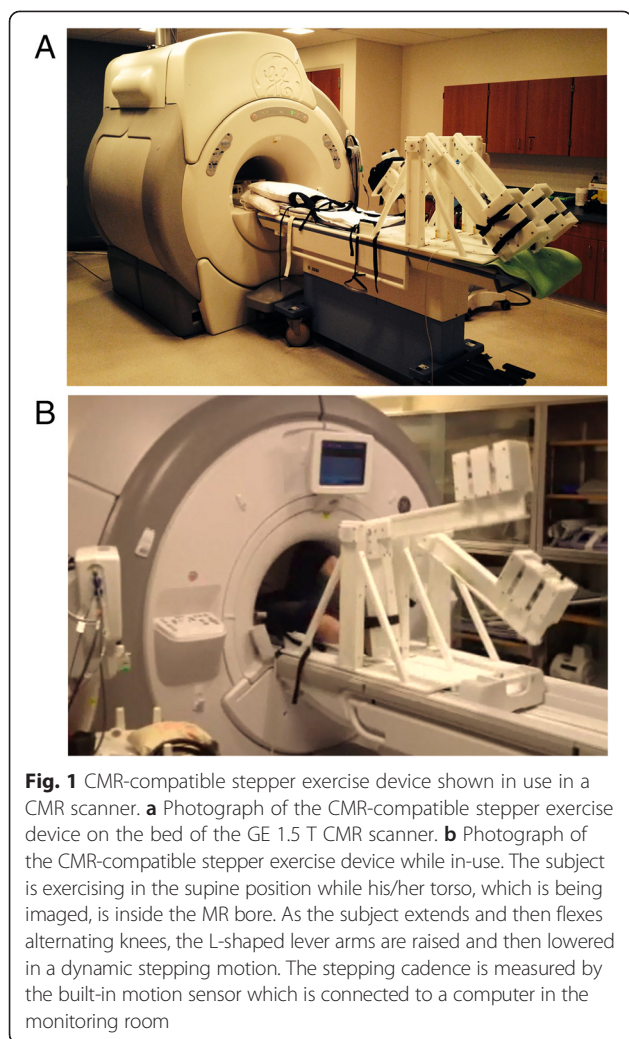 A
B
Fig. 1 CMR-compatible stepper exercise device shown in use in a
CMR scanner. a Photograph of the CMR-compatible stepper exercise
device on the bed of the GE 1.5 T CMR scanner. b Photograph of
the CMR-compatible stepper exercise device while in-use. The subject
is exercising in the supine position while his/her torso, which is being
imaged, is inside the MR bore. As the subject extends and then flexes
alternating knees, the L-shaped lever arms are raised and then lowered
in a dynamic stepping motion. The stepping cadence is measured by
the built-in motion sensor which is connected to a computer in the
monitoring room